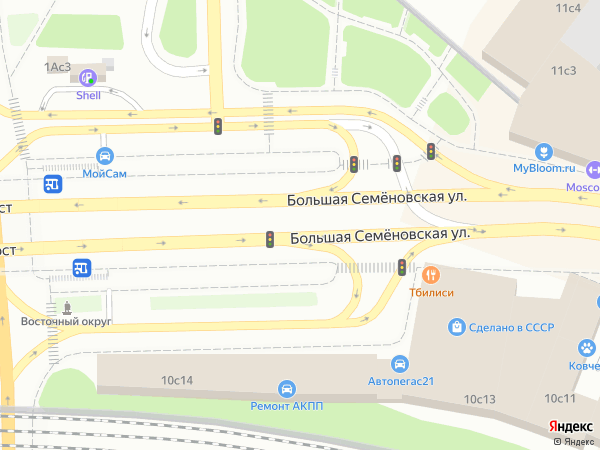 11с4
1Ас3
11с3
Shell
MyBloom.ru
МойСам
Mosco
Большая Семёновская ул.
ст
Большая Семёновская ул.
ост
Тбилиси
Восточный округ
Сделано в СССР
Ковче
10с14
Автопегас21
Ремонт АКПП
10с13
10с11
Яндекс
© Яндекс